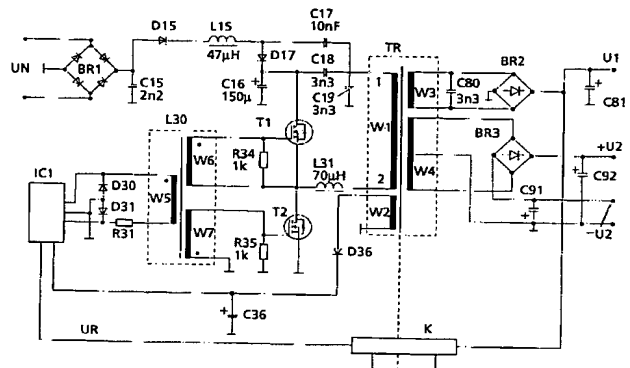 C17
10nF
D15
L15
47μH
D17
C18
3n3
TR
BR2
U1
UN
BR1
C15
2n2
C16
150μ
C19
3n3
1
W3
C80
3n3
C81
T1
W1
BR3
L30
IC1
W6
R34
1k
L31
70μH
2
W4
+U2
C92
D30
D31
W5
R31
T2
W2
C91
W7
R35
1k
D36
-U2
C36
UR
K